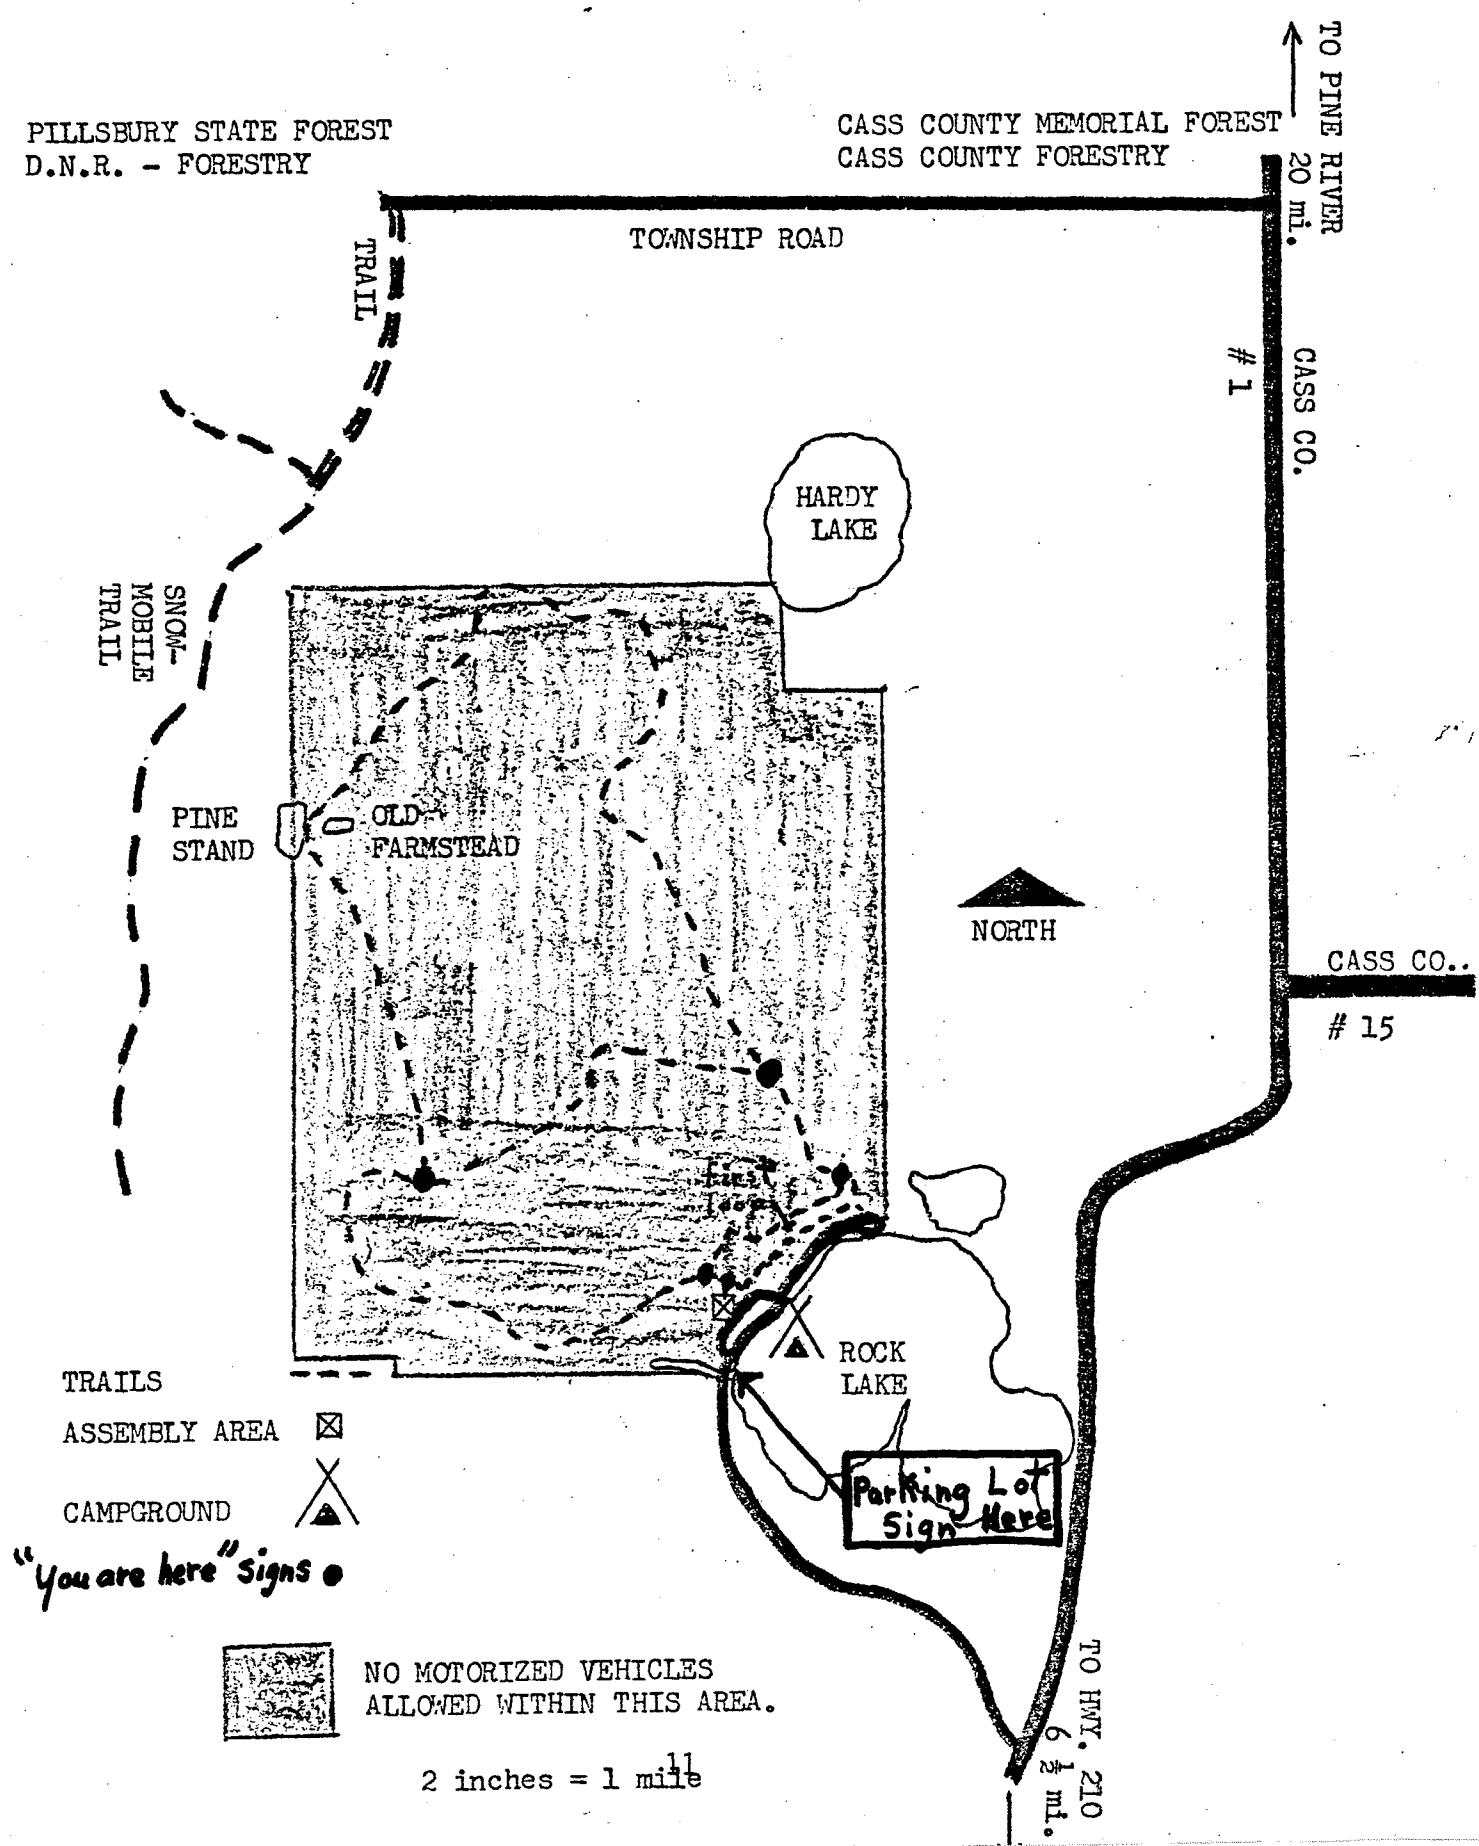 TO PINE RIVER
20 mi.
PILLSBURY STATE FOREST
D.N.R. - FORESTRY
CASS COUNTY MEMORIAL FOREST
CASS COUNTY FORESTRY
TOWNSHIP ROAD
TRAIL
CASS CO.
# 1
HARDY
LAKE
SNOW-
MOBILE
TRAIL
PINE
STAND
OLD
FARMSTEAD
NORTH
CASS CO..
# 15
ROCK
LAKE
TRAILS
ASSEMBLY AREA
CAMPGROUND
"You are here" signs
Parking Lot
Sign Here
NO MOTORIZED VEHICLES
ALLOWED WITHIN THIS AREA.
TO HWY. 210
6 ½ mi.
2 inches = 1 mile
11